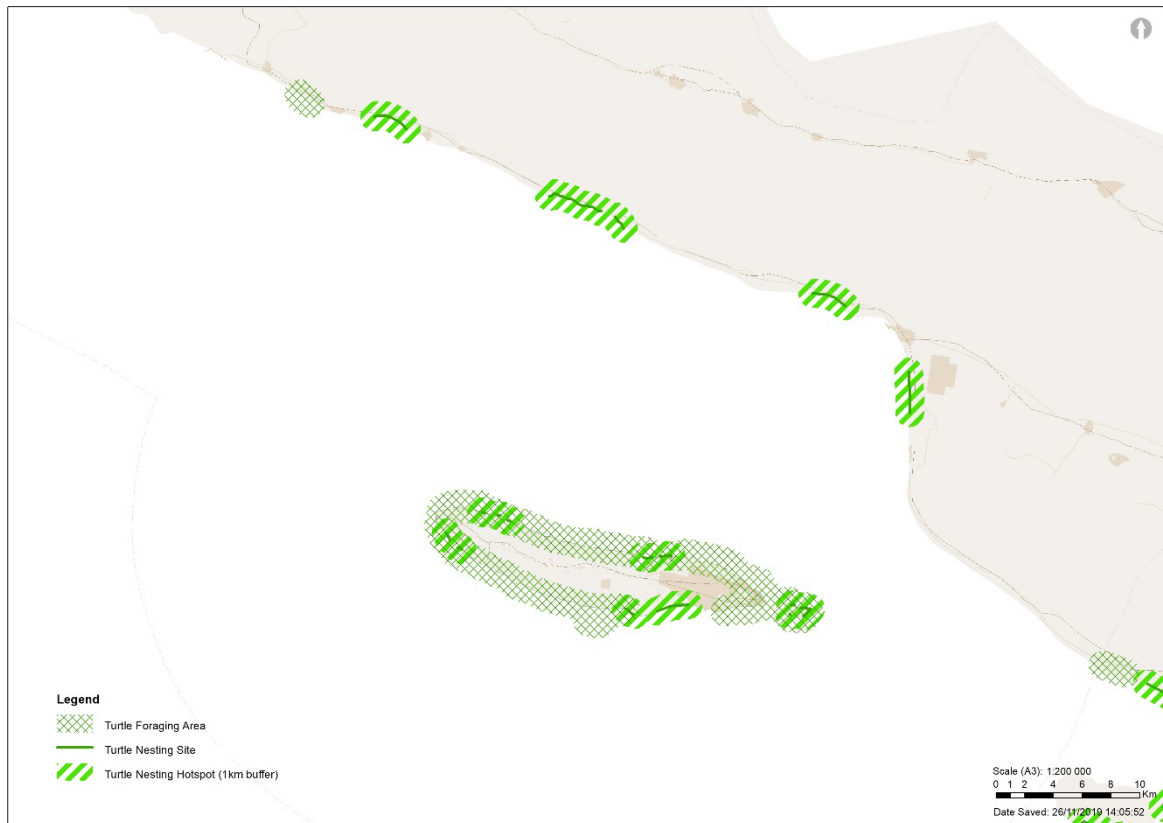 Legend
Turtle Foraging Area
Turtle Nesting Site
Turtle Nesting Hotspot (1km buffer)
Scale (A3): 1:200 000
0 1 2 4 6 8 10
Km
Date Saved: 26/11/2019 14:05:52